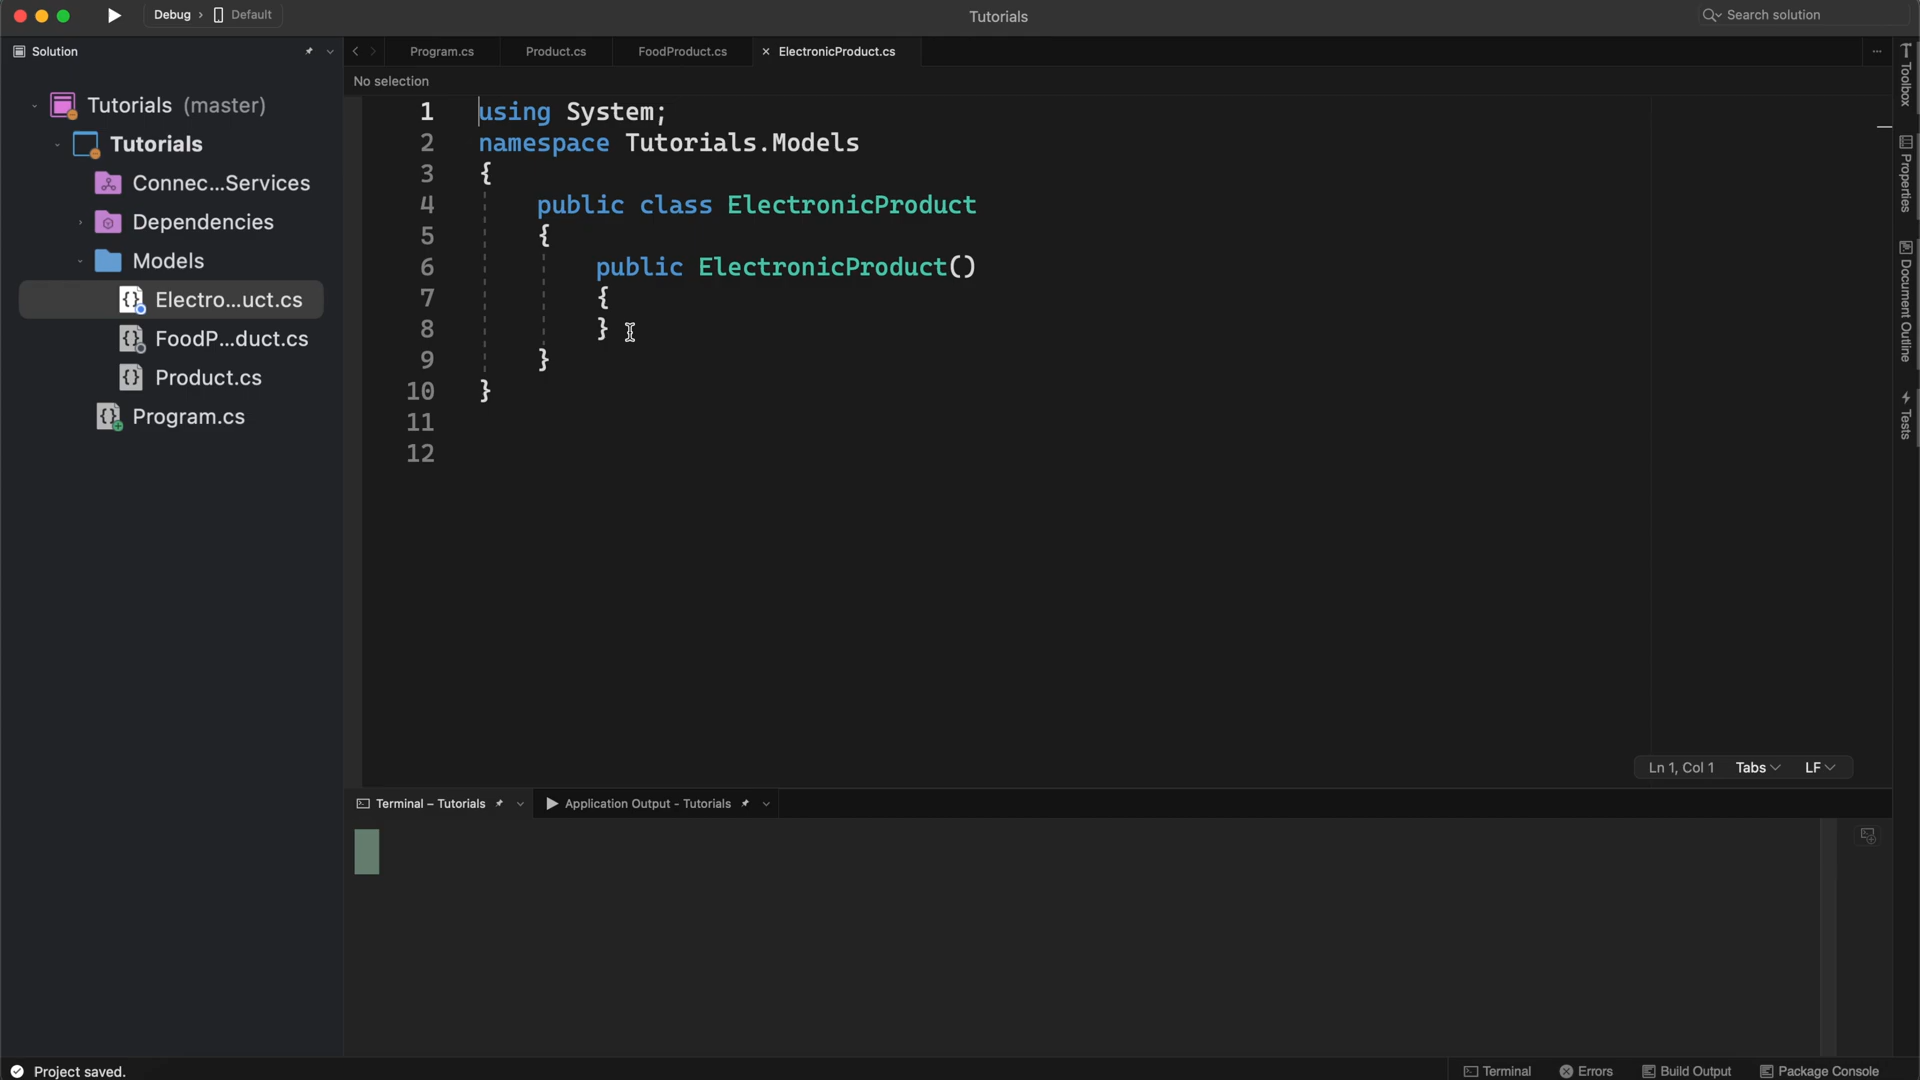 Debug › Default
Tutorials
Search solution
Solution
Program.cs
Product.cs
FoodProduct.cs
× ElectronicProduct.cs
No selection
Tutorials (master)
Tutorials
Connec...Services
Dependencies
Models
Electro...uct.cs
FoodP...duct.cs
Product.cs
Program.cs
1 using System;
2 namespace Tutorials.Models
3 {
4 public class ElectronicProduct
5 {
6 public ElectronicProduct()
7 {
8 }
9 }
10 }
11
12
Toolbox
Properties
Document Outline
Tests
Ln 1, Col 1 Tabs LF
Terminal – Tutorials
Application Output - Tutorials
Project saved.
Terminal
Errors
Build Output
Package Console